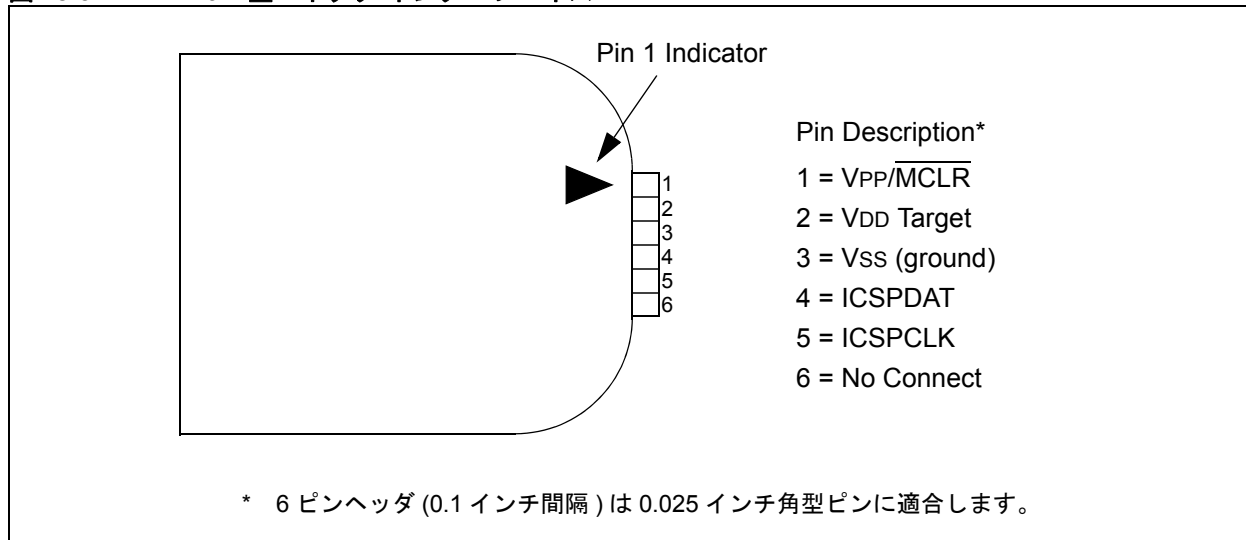 Pin 1 Indicator
1
2
3
4
5
6
Pin Description*
1 = VPP/MCLR
2 = VDD Target
3 = VSS (ground)
4 = ICSPDAT
5 = ICSPCLK
6 = No Connect
* 6 ピンヘッダ (0.1 インチ間隔 ) は 0.025 インチ角型ピンに適合します。